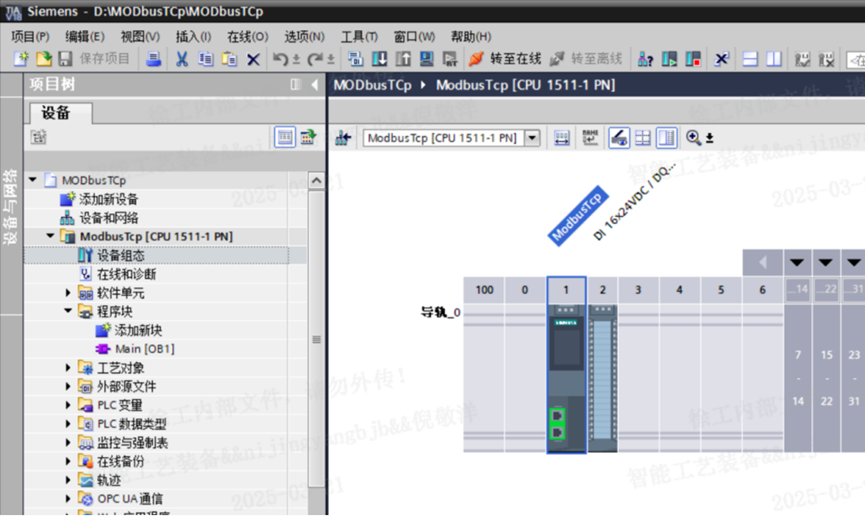 Siemens - D:\MODbusTCp\MODbusTCp
项目(P) 编辑(E) 视图(V) 插入(I) 在线(O) 选项(N) 工具(T) 窗口(W) 帮助(H)
保存项目 转至在线 转至离线
项目树
MODbusTCp ModbusTcp [CPU 1511-1 PN]
设备
ModbusTcp [CPU 1511-1 PN]
设备与网络
MODbusTCp
添加新设备
设备和网络
ModbusTcp [CPU 1511-1 PN]
设备组态
在线和诊断
软件单元
程序块
添加新块
Main [OB1]
工艺对象
外部源文件
PLC 变量
PLC 数据类型
监控与强制表
在线备份
轨迹
OPC UA 通信
ModbusTcp
DI 16x24VDC / DQ...
100 0 1 2 3 4 5 6 ...14 ...22 ...31
导轨_0
SIEMENS
7 15 23
- - -
14 22 31
智能工艺装备&&nijingyangbjb&&倪敬洋
徐工内部文件，请勿外传！
2025-03-21